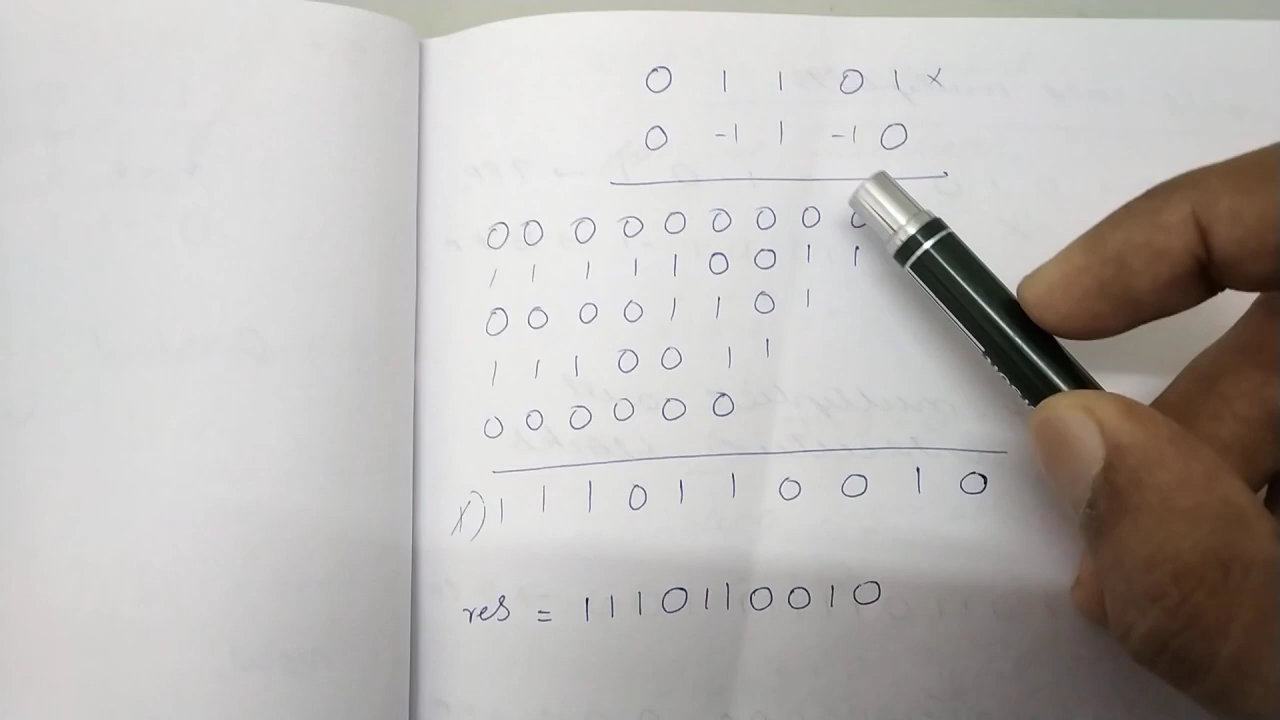 0 1 1 0 1 ×
0 -1 1 -1 0
0 0 0 0 0 0 0 0 0
1 1 1 1 1 0 0 1 1
0 0 0 0 1 1 0 1
1 1 1 0 0 1 1
0 0 0 0 0 0
1) 1 1 1 0 1 1 0 0 1 0
res = 1110110010